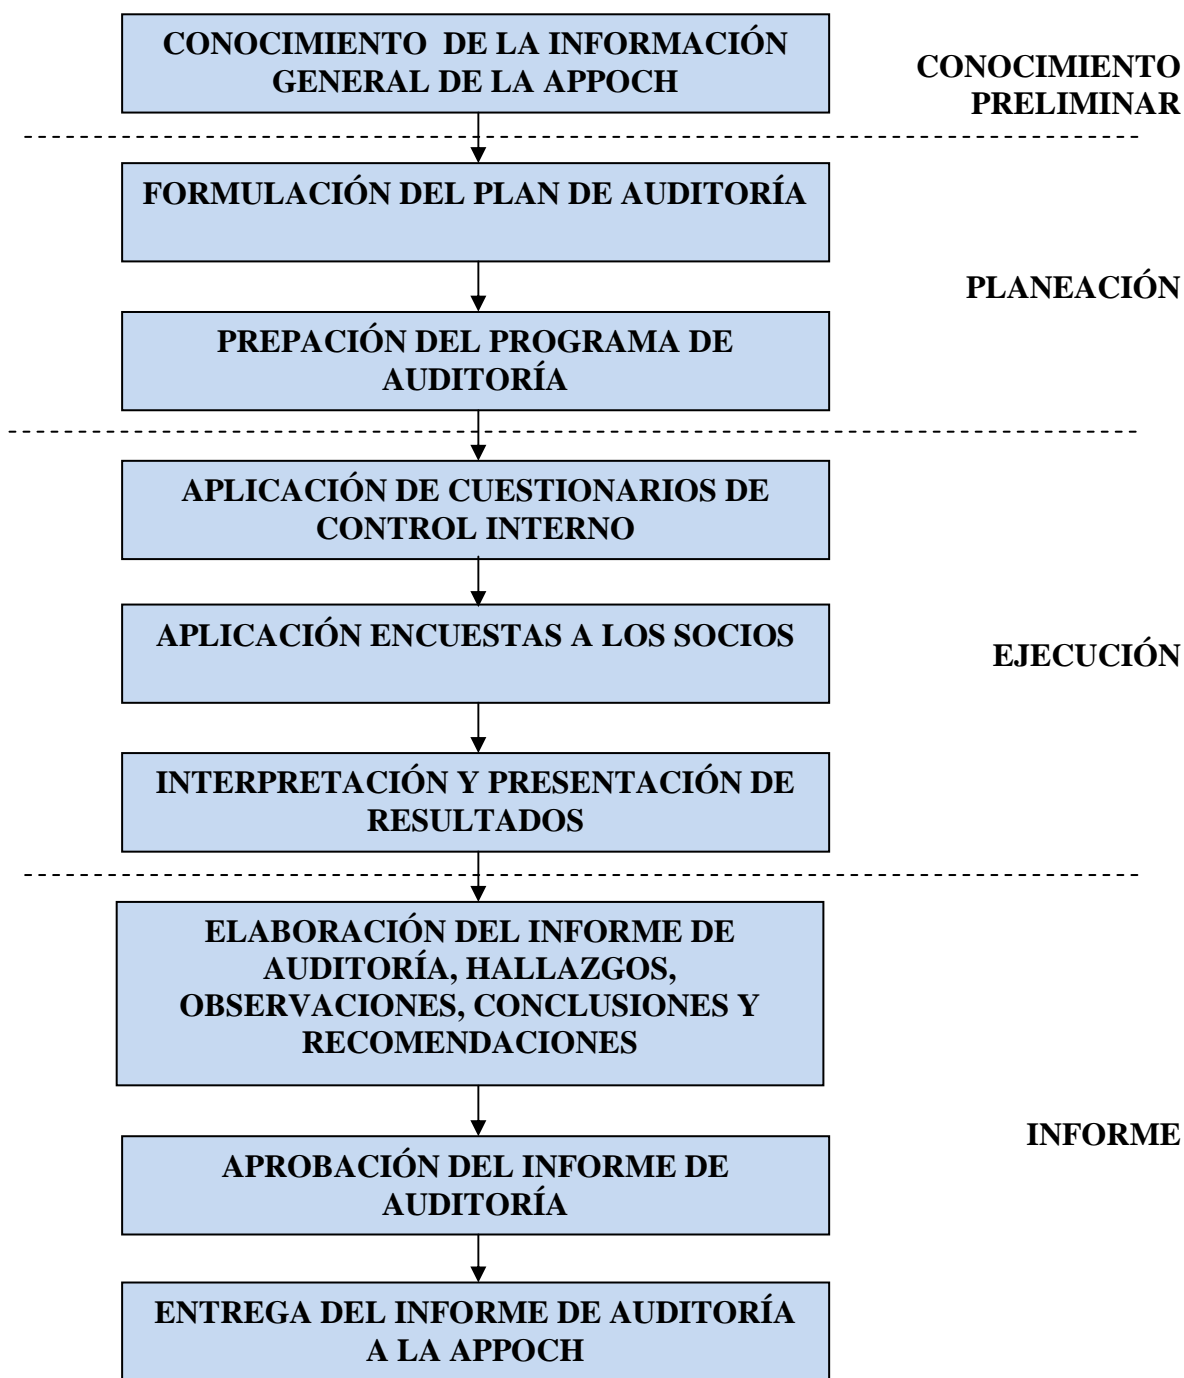 CONOCIMIENTO DE LA INFORMACIÓN
GENERAL DE LA APPOCH
CONOCIMIENTO
PRELIMINAR
FORMULACIÓN DEL PLAN DE AUDITORÍA
PLANEACIÓN
PREPACIÓN DEL PROGRAMA DE
AUDITORÍA
APLICACIÓN DE CUESTIONARIOS DE
CONTROL INTERNO
APLICACIÓN ENCUESTAS A LOS SOCIOS
EJECUCIÓN
INTERPRETACIÓN Y PRESENTACIÓN DE
RESULTADOS
ELABORACIÓN DEL INFORME DE
AUDITORÍA, HALLAZGOS,
OBSERVACIONES, CONCLUSIONES Y
RECOMENDACIONES
INFORME
APROBACIÓN DEL INFORME DE
AUDITORÍA
ENTREGA DEL INFORME DE AUDITORÍA
A LA APPOCH